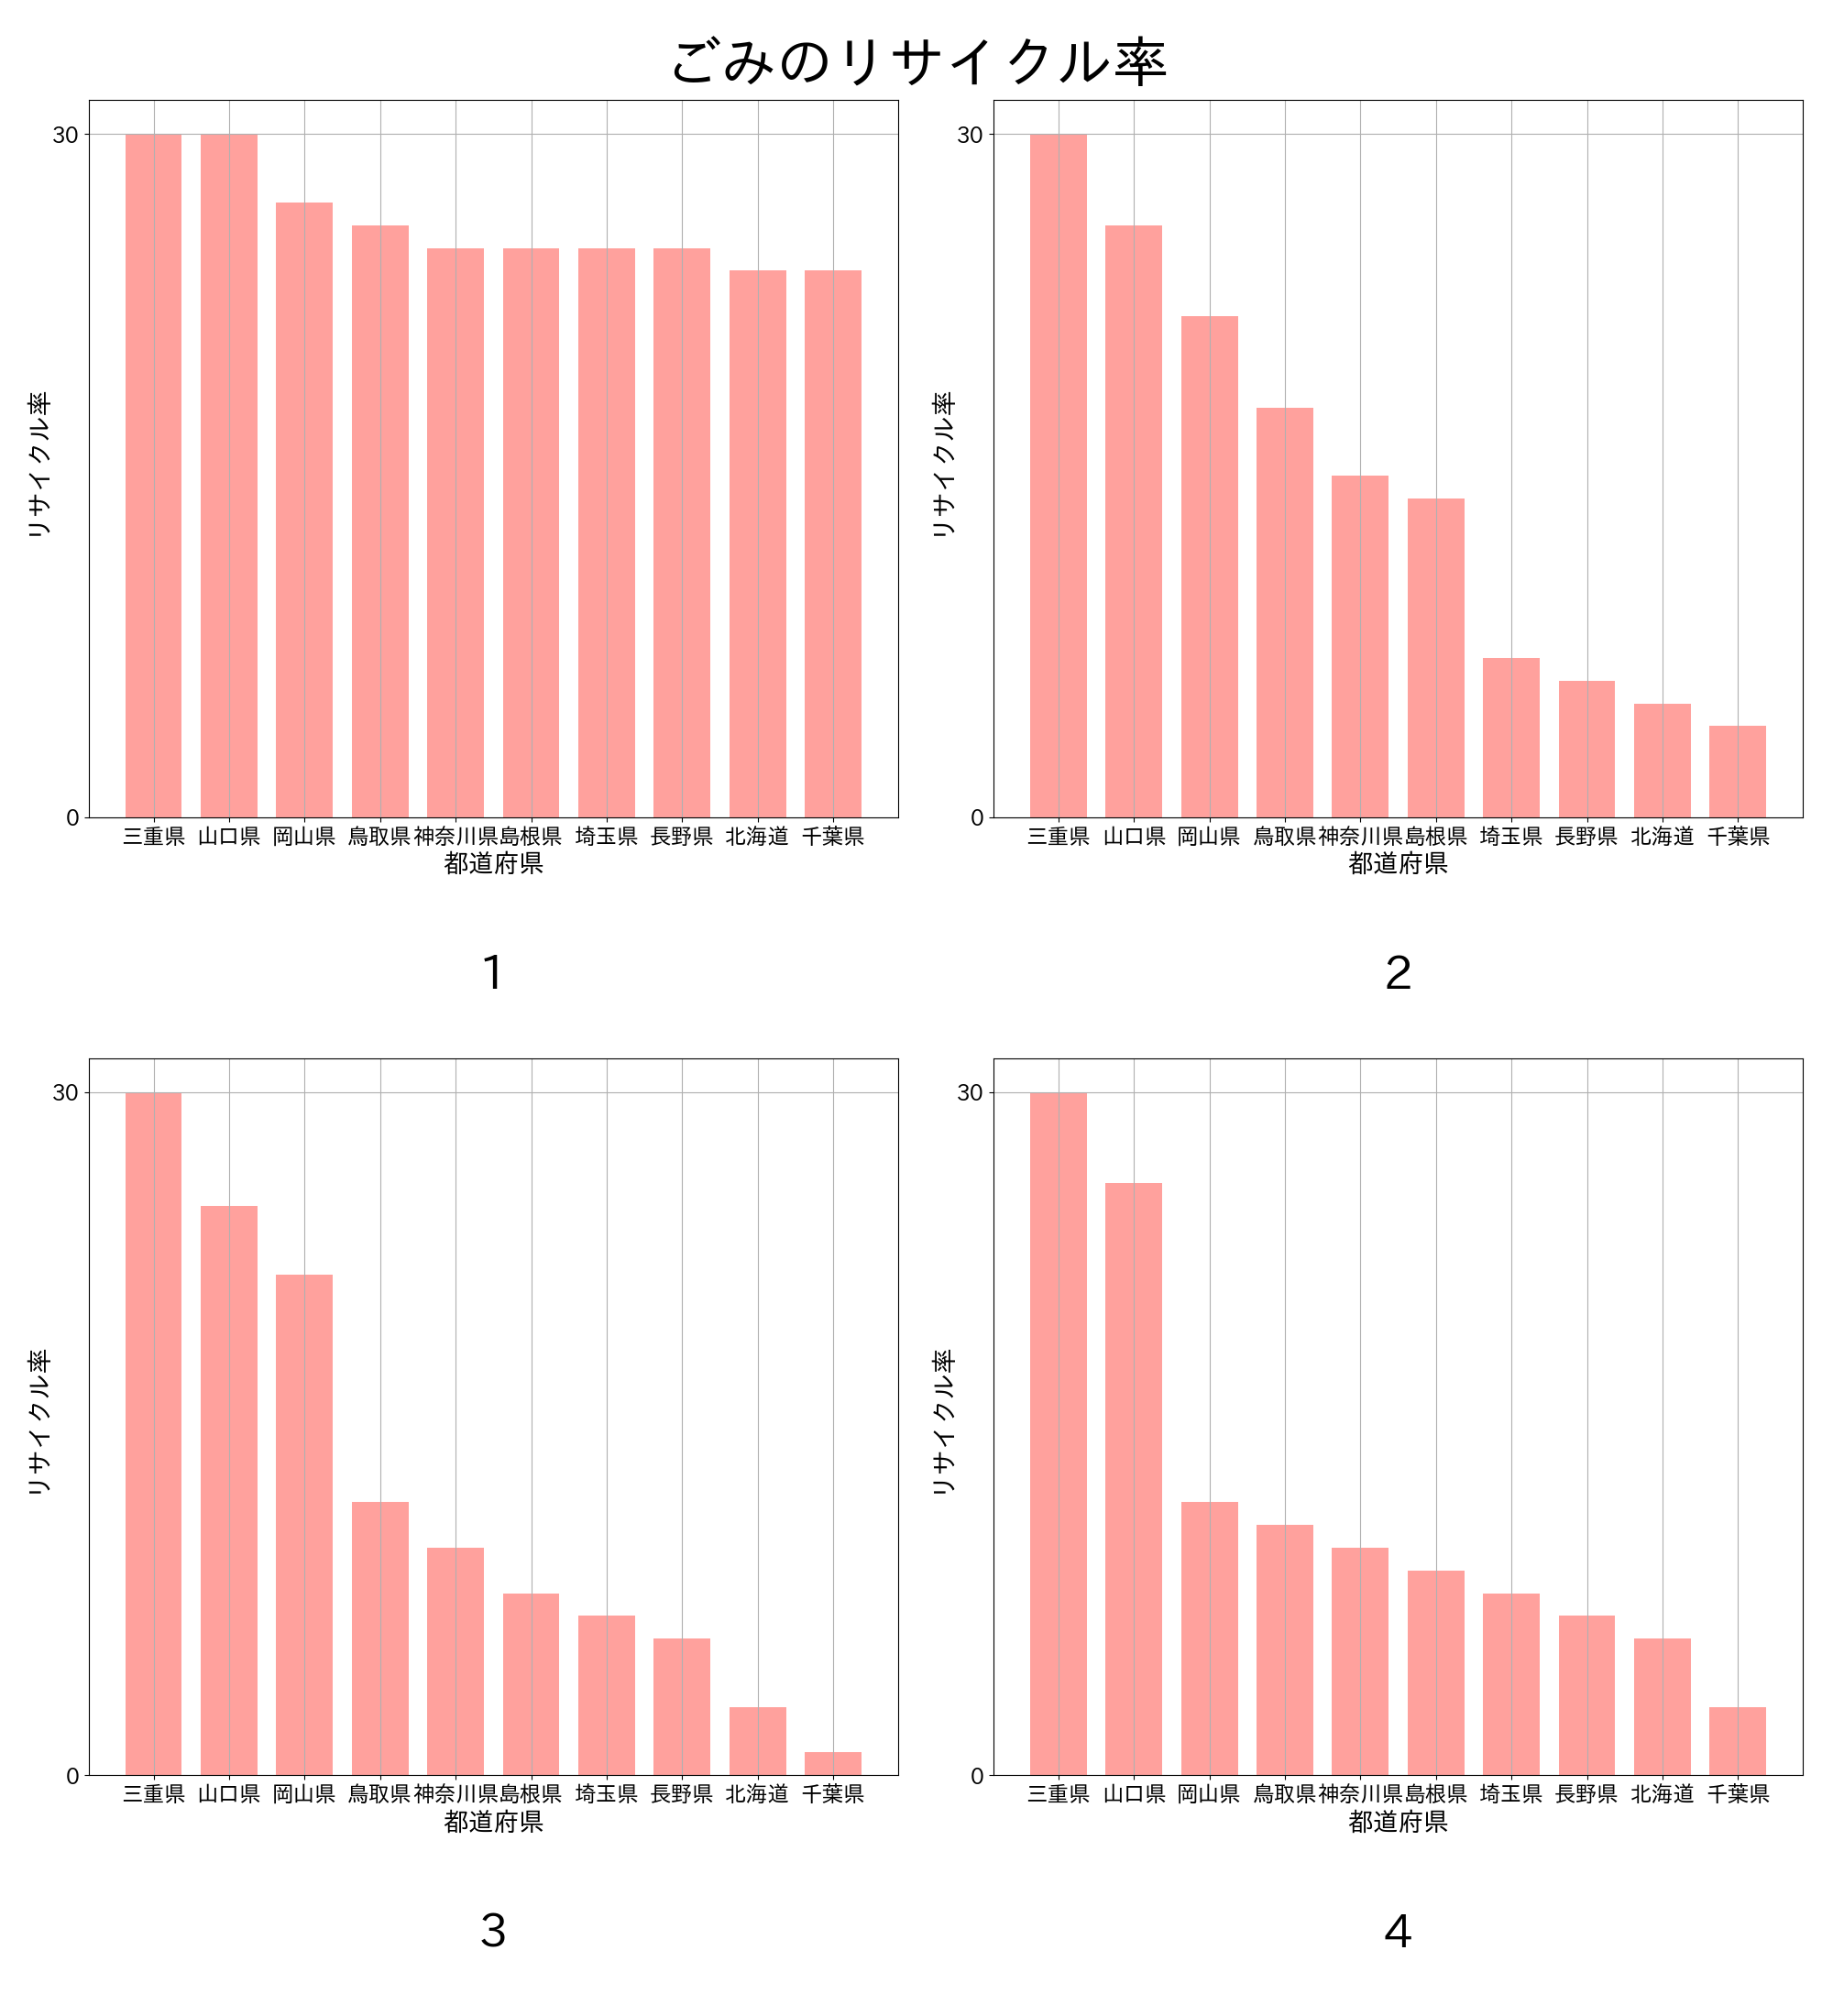 ごみのリサイクル率
30
リサイクル率
0
三重県 山口県 岡山県 鳥取県 神奈川県 島根県 埼玉県 長野県 北海道 千葉県
都道府県
1
30
リサイクル率
0
三重県 山口県 岡山県 鳥取県 神奈川県 島根県 埼玉県 長野県 北海道 千葉県
都道府県
2
30
リサイクル率
0
三重県 山口県 岡山県 鳥取県 神奈川県 島根県 埼玉県 長野県 北海道 千葉県
都道府県
3
30
リサイクル率
0
三重県 山口県 岡山県 鳥取県 神奈川県 島根県 埼玉県 長野県 北海道 千葉県
都道府県
4